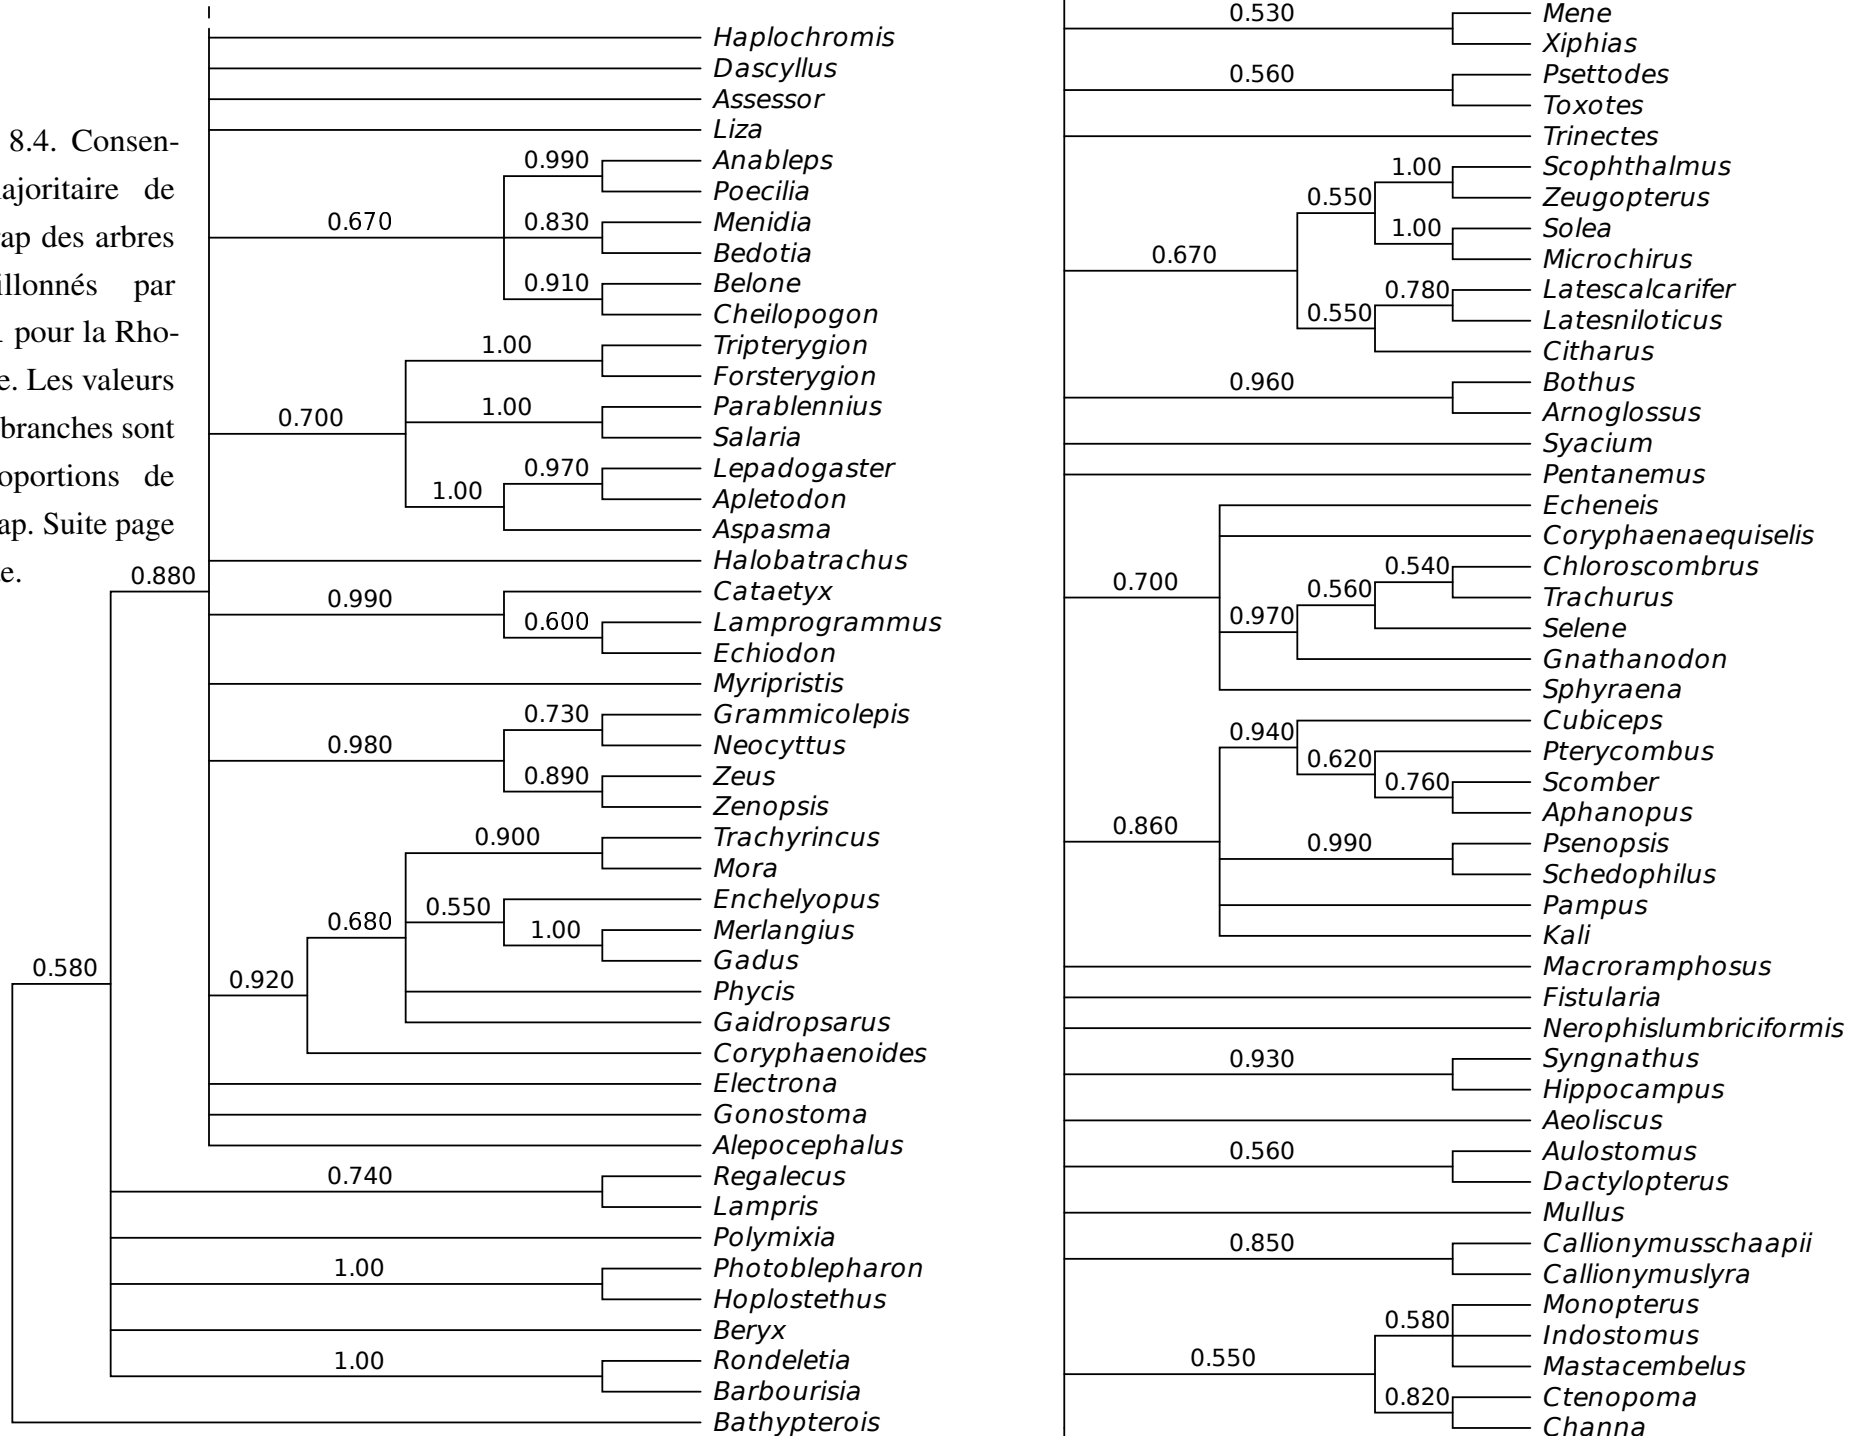 8.4. Consen-
ajoritaire de
ap des arbres
illonnés par
pour la Rho-
e. Les valeurs
branches sont
oportions de
ap. Suite page
e.
Haplochromis
Dascyllus
Assessor
Liza
0.990 Anableps
Poecilia
0.670 0.830 Menidia
Bedotia
0.910 Belone
Cheilopogon
1.00 Tripterygion
Forsterygion
0.700 1.00 Parablennius
Salaria
0.970 Lepadogaster
1.00 Apletodon
Aspasma
Halobatrachus
0.880 0.990 Cataetyx
0.600 Lamprogrammus
Echiodon
Myripristis
0.730 Grammicolepis
0.980 Neocyttus
0.890 Zeus
Zenopsis
0.900 Trachyrincus
Mora
0.680 0.550 Enchelyopus
1.00 Merlangius
0.580 0.920 Gadus
Phycis
Gaidropsarus
Coryphaenoides
Electrona
Gonostoma
Alepocephalus
0.740 Regalecus
Lampris
Polymixia
1.00 Photoblepharon
Hoplostethus
Beryx
1.00 Rondeletia
Barbourisia
Bathypterois
0.530 Mene
Xiphias
0.560 Psettodes
Toxotes
Trinectes
1.00 Scophthalmus
0.550 Zeugopterus
1.00 Solea
0.670 Microchirus
0.780 Latescalcarifer
0.550 Latesniloticus
Citharus
0.960 Bothus
Arnoglossus
Syacium
Pentanemus
Echeneis
Coryphaenaequiselis
0.540 Chloroscombrus
0.700 0.560 Trachurus
0.970 Selene
Gnathanodon
Sphyraena
0.940 Cubiceps
0.620 Pterycombus
0.760 Scomber
Aphanopus
0.860 0.990 Psenopsis
Schedophilus
Pampus
Kali
Macroramphosus
Fistularia
Nerophislumbriciformis
0.930 Syngnathus
Hippocampus
Aeoliscus
0.560 Aulostomus
Dactylopterus
Mullus
0.850 Callionymusschaapii
Callionymuslyra
Monopterus
0.580 Indostomus
0.550 Mastacembelus
0.820 Ctenopoma
Channa